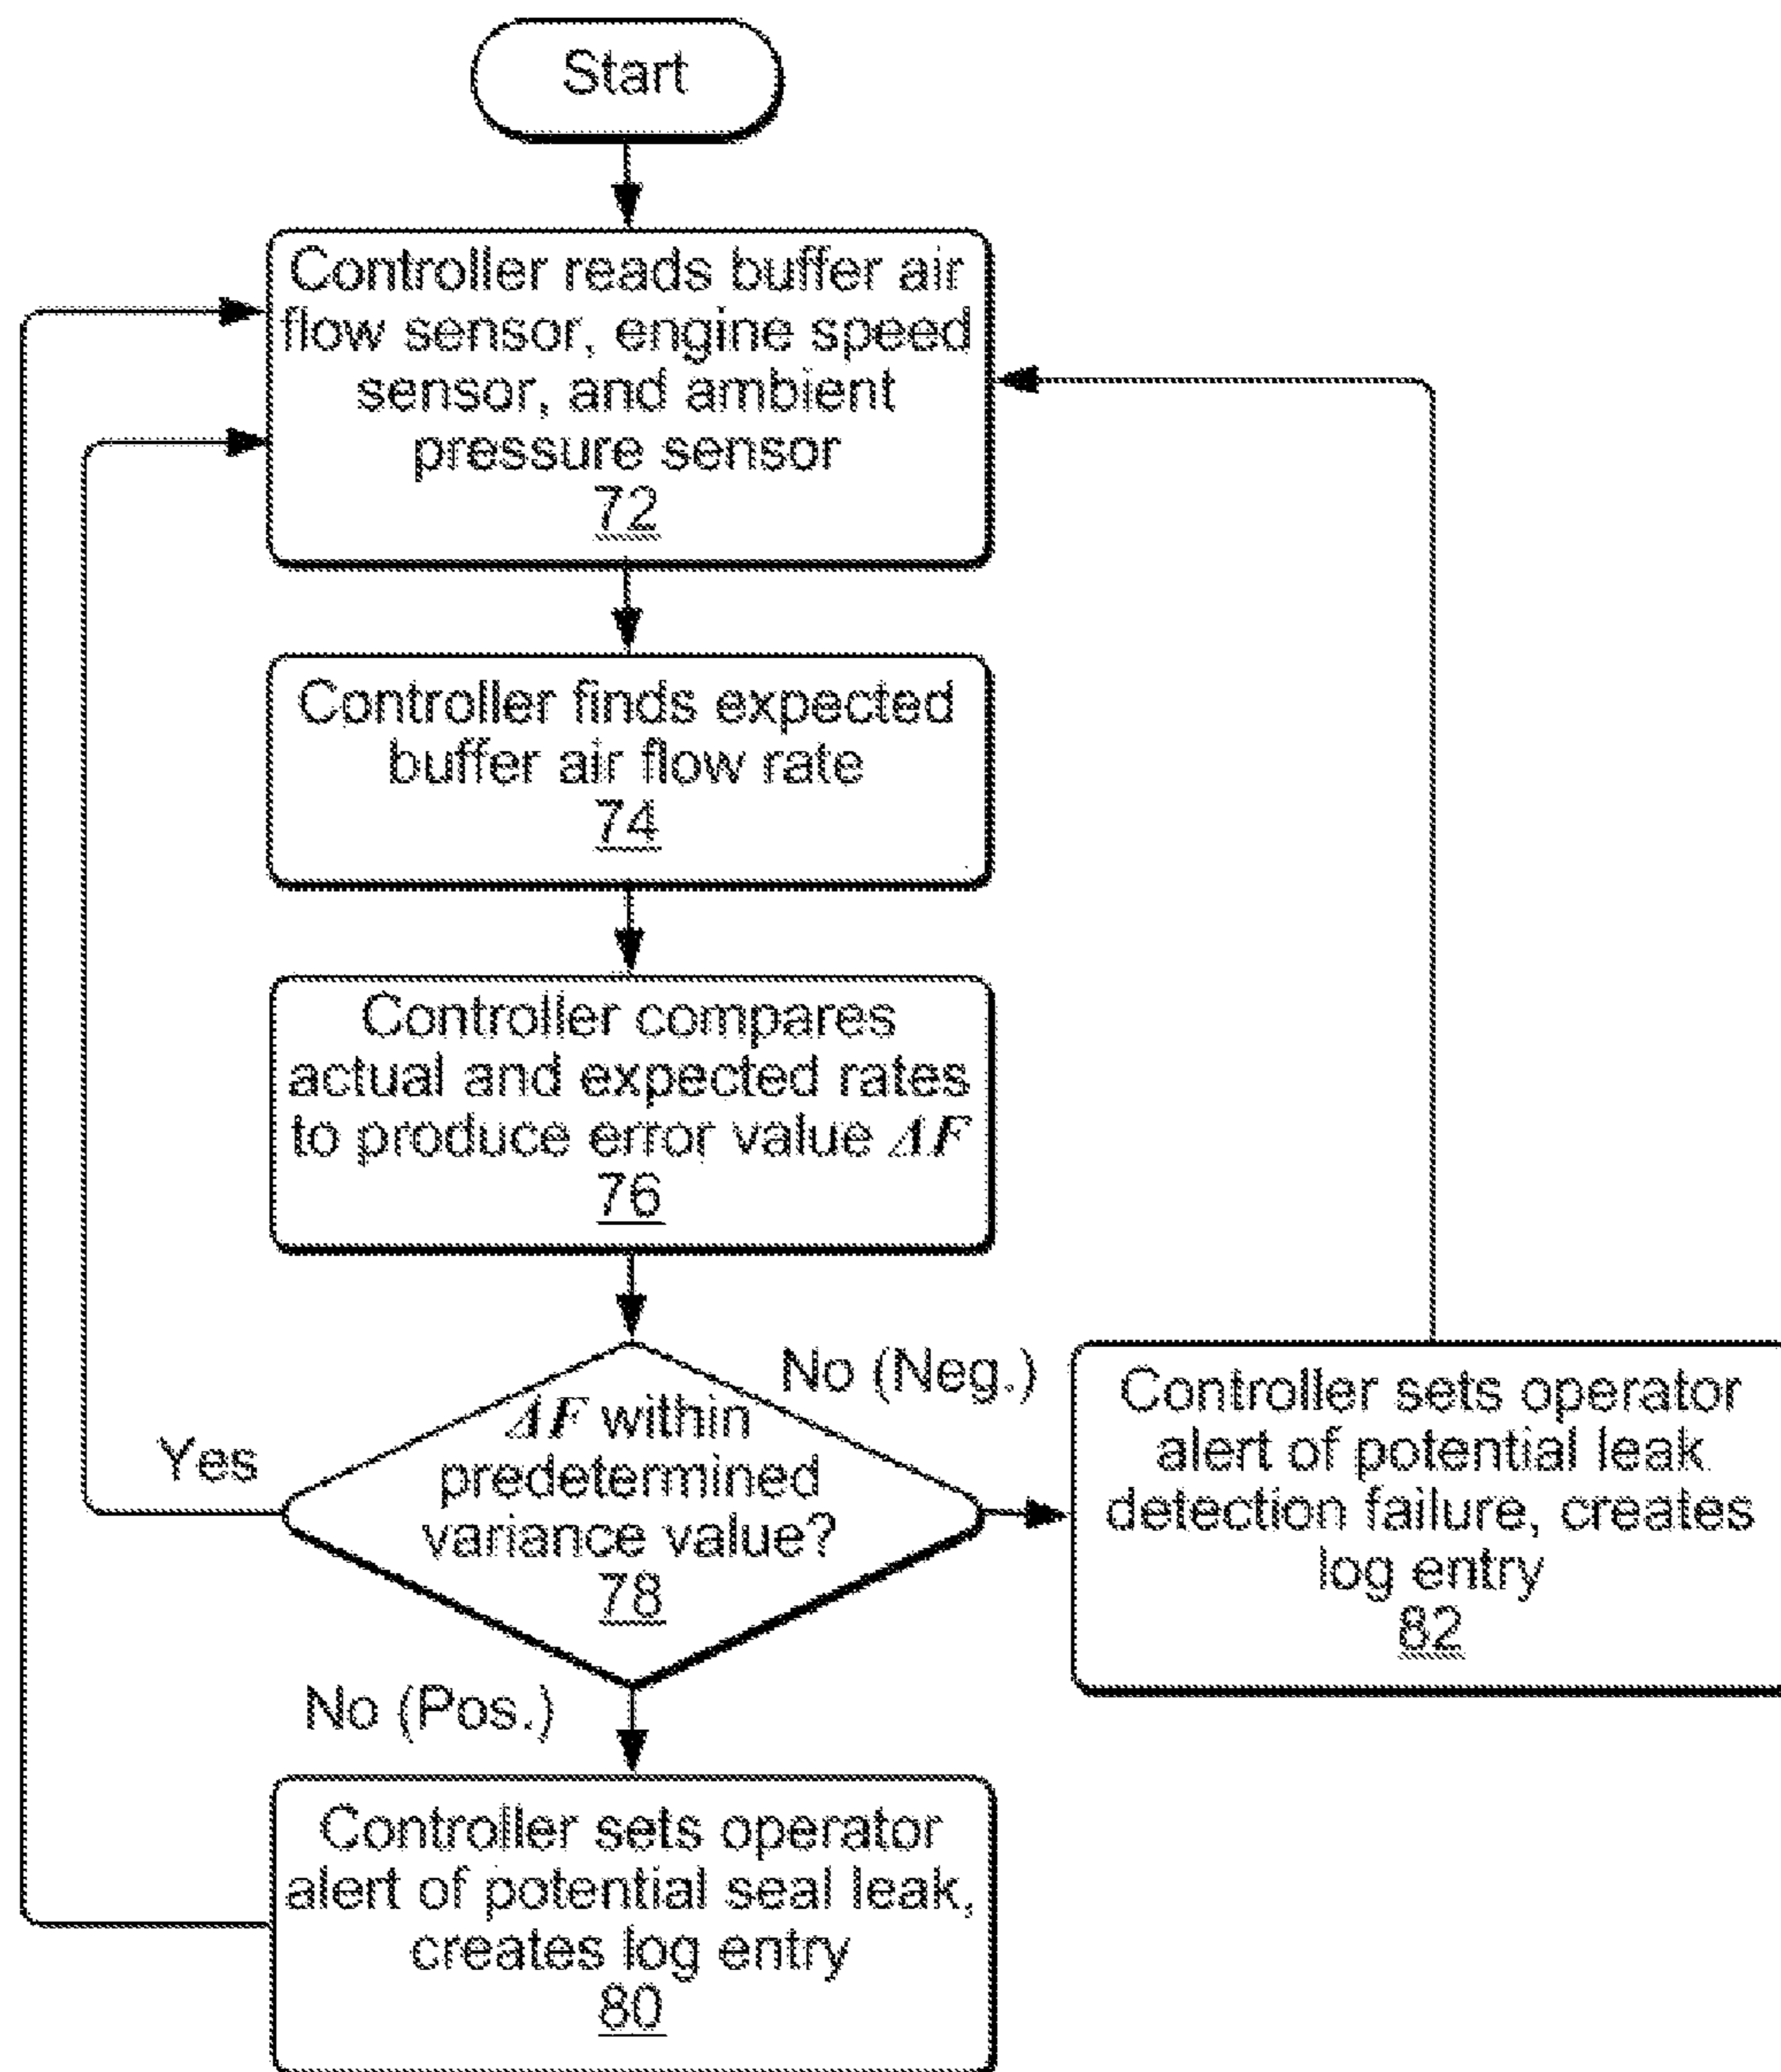 Start
Controller reads buffer air
flow sensor, engine speed
sensor, and ambient
pressure sensor
72
Controller finds expected
buffer air flow rate
74
Controller compares
actual and expected rates
to produce error value ΔF
76
No (Neg.)
Yes
ΔF within
predetermined
variance value?
78
Controller sets operator
alert of potential leak
detection failure, creates
log entry
82
No (Pos.)
Controller sets operator
alert of potential seal leak,
creates log entry
80